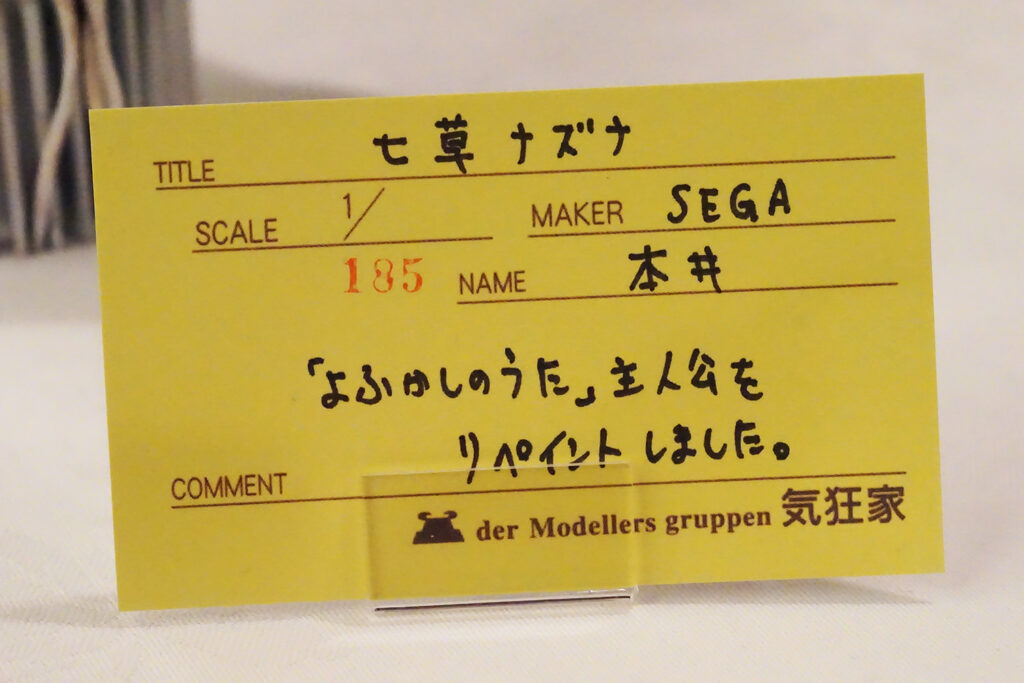 TITLE 七草ナズナ
SCALE 1/ MAKER SEGA
185 NAME 本井
「よふかしのうた」主人公を
リペイントしました。
COMMENT
der Modellers gruppen 気狂家